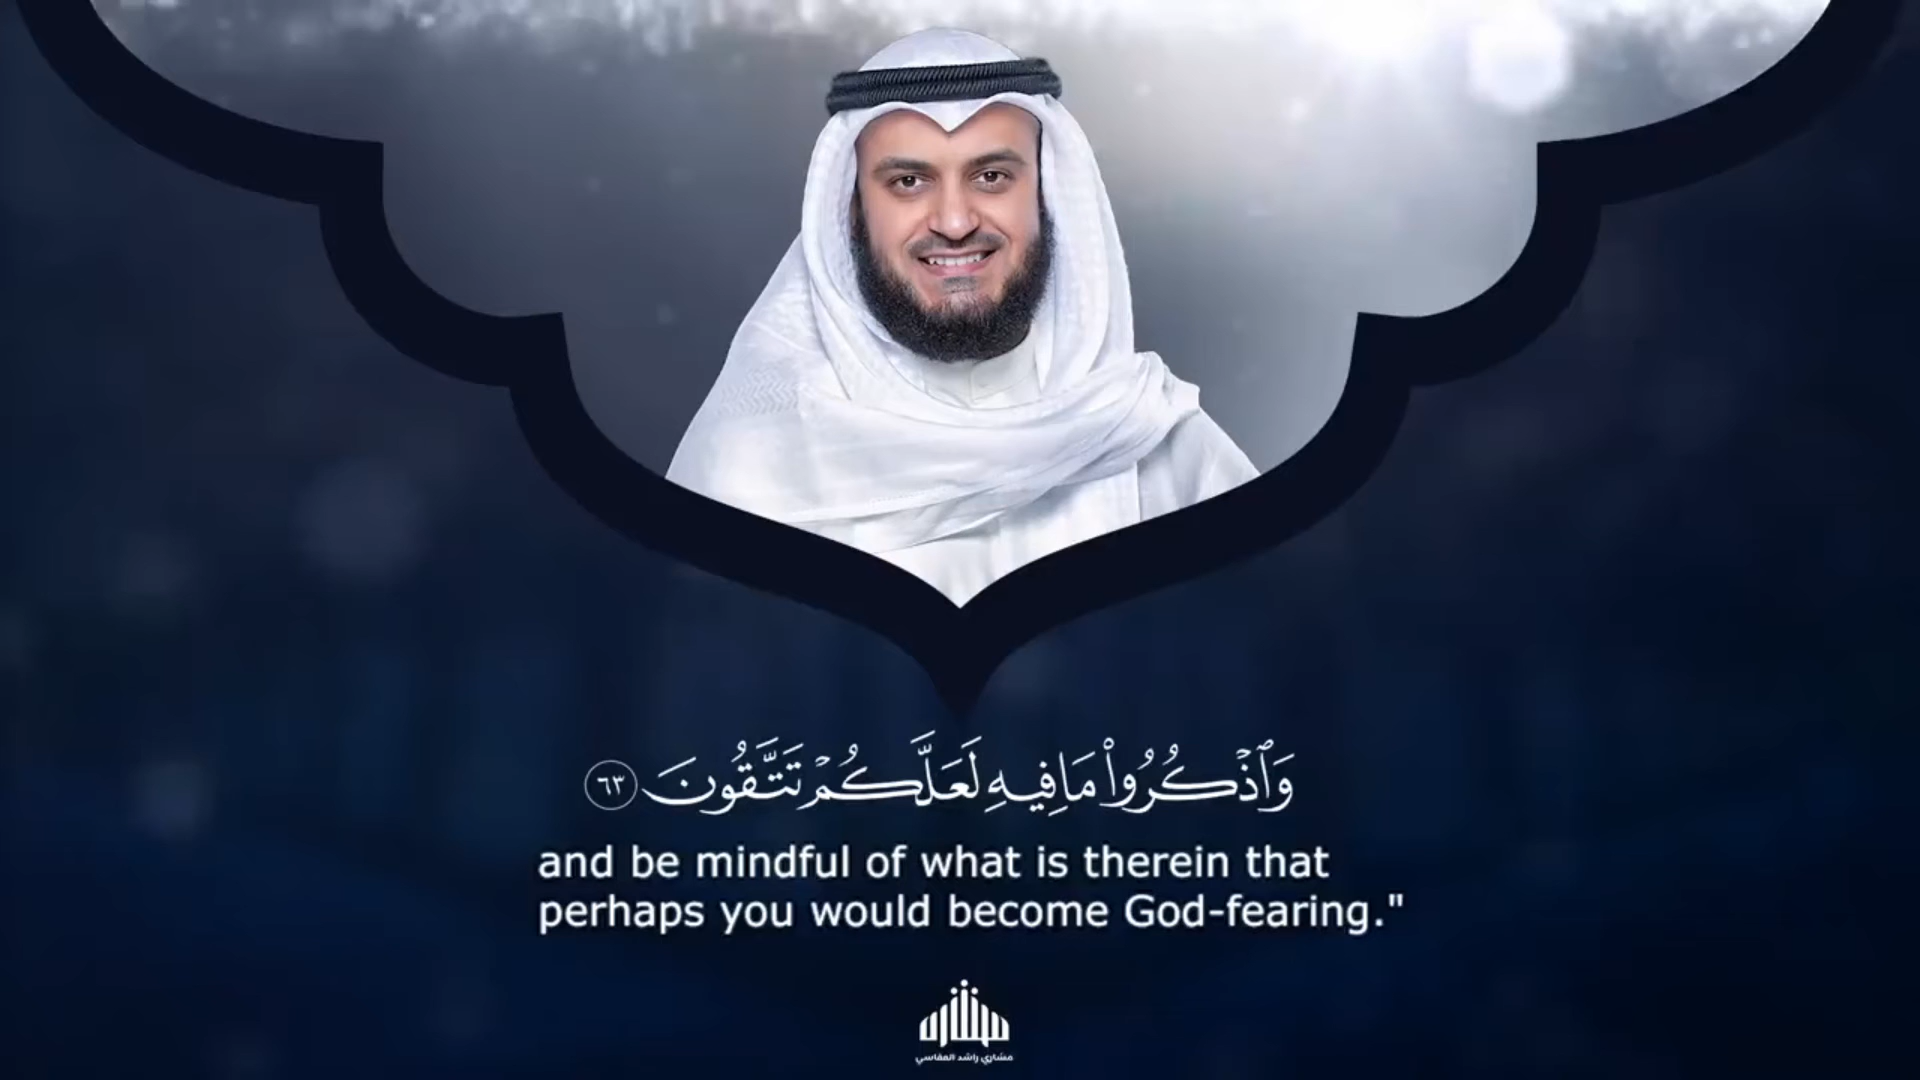 وَٱذْكُرُوا۟ مَا فِيهِ لَعَلَّكُمْ تَتَّقُونَ ٦٣
and be mindful of what is therein that
perhaps you would become God-fearing."
مشاري راشد العفاسي